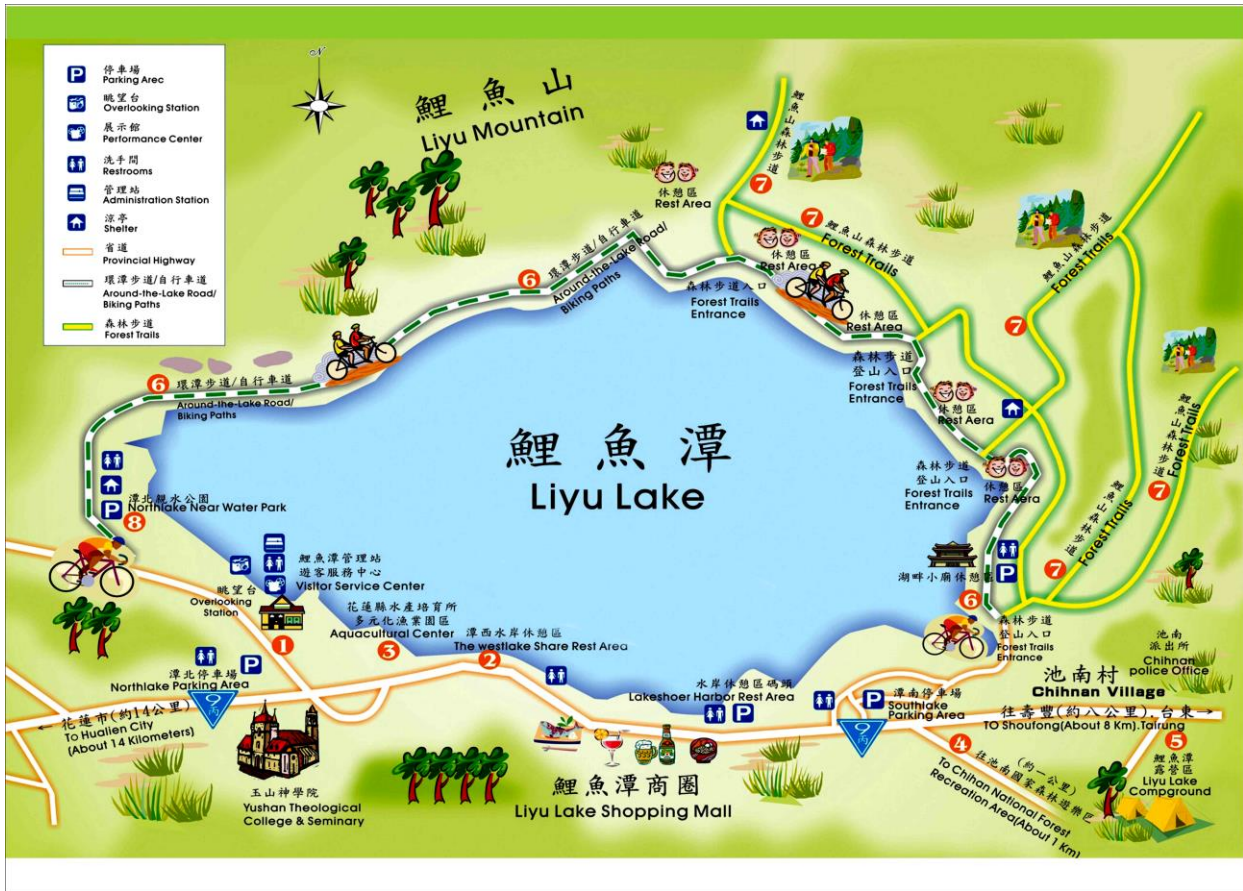 停車場
Parking Arec
眺望台
Overlooking Station
展示館
Performance Center
洗手間
Restrooms
管理站
Administration Station
涼亭
Shelter
省道
Provincial Highway
環潭步道/自行車道
Around-the-Lake Road/
Biking Paths
森林步道
Forest Trails
N
鯉魚山
Liyu Mountain
休憩區
Rest Area
鯉魚山森林步道
7
7
鯉魚山森林步道
Forest Trails
休憩區
Rest Area
森林步道入口
Forest Trails
Entrance
休憩區
Rest Area
森林步道
登山入口
Forest Trails
Entrance
休憩區
Rest Aera
鯉魚山森林步道
Forest Trails
7
6
環潭步道/自行車道
Around-the-Lake Road/
Biking Paths
6
環潭步道/自行車道
Around-the-Lake Road/
Biking Paths
鯉魚潭
Liyu Lake
森林步道
登山入口
Forest Trails
Entrance
休憩區
Rest Aera
鯉魚山森林步道
Forest Trails
7
鯉魚山森林步道
Forest Trails
7
P
潭北親水公園
Northlake Near Water Park
8
鯉魚潭管理站
遊客服務中心
Visitor Service Center
眺望台
Overlooking
Station
1
花蓮縣水產培育所
多元化漁業園區
Aquacultural Center
3
潭西水岸休憩區
The westlake Share Rest Area
2
湖畔小廟休憩區
P
6
森林步道
登山入口
Forest Trails
Entrance
池南
派出所
Chihnan
police Office
池南村
Chihnan Village
P
潭北停車場
Northlake Parking Area
9
丙
← 花蓮市(約14公里)
To Hualien City
(About 14 Kilometers)
玉山神學院
Yushan Theological
College & Seminary
水岸休憩區碼頭
Lakeshoer Harbor Rest Area
P
鯉魚潭商圈
Liyu Lake Shopping Mall
P
潭南停車場
Southlake
Parking Area
9
丙
往壽豐(約八公里).台東→
TO Shoufong(About 8 Km).Tairung
4
(約一公里)
往池南國家森林遊樂區
To Chihan National Forest
Recreation Area(About 1 Km)
5
鯉魚潭
露營區
Liyu Lake
Campground